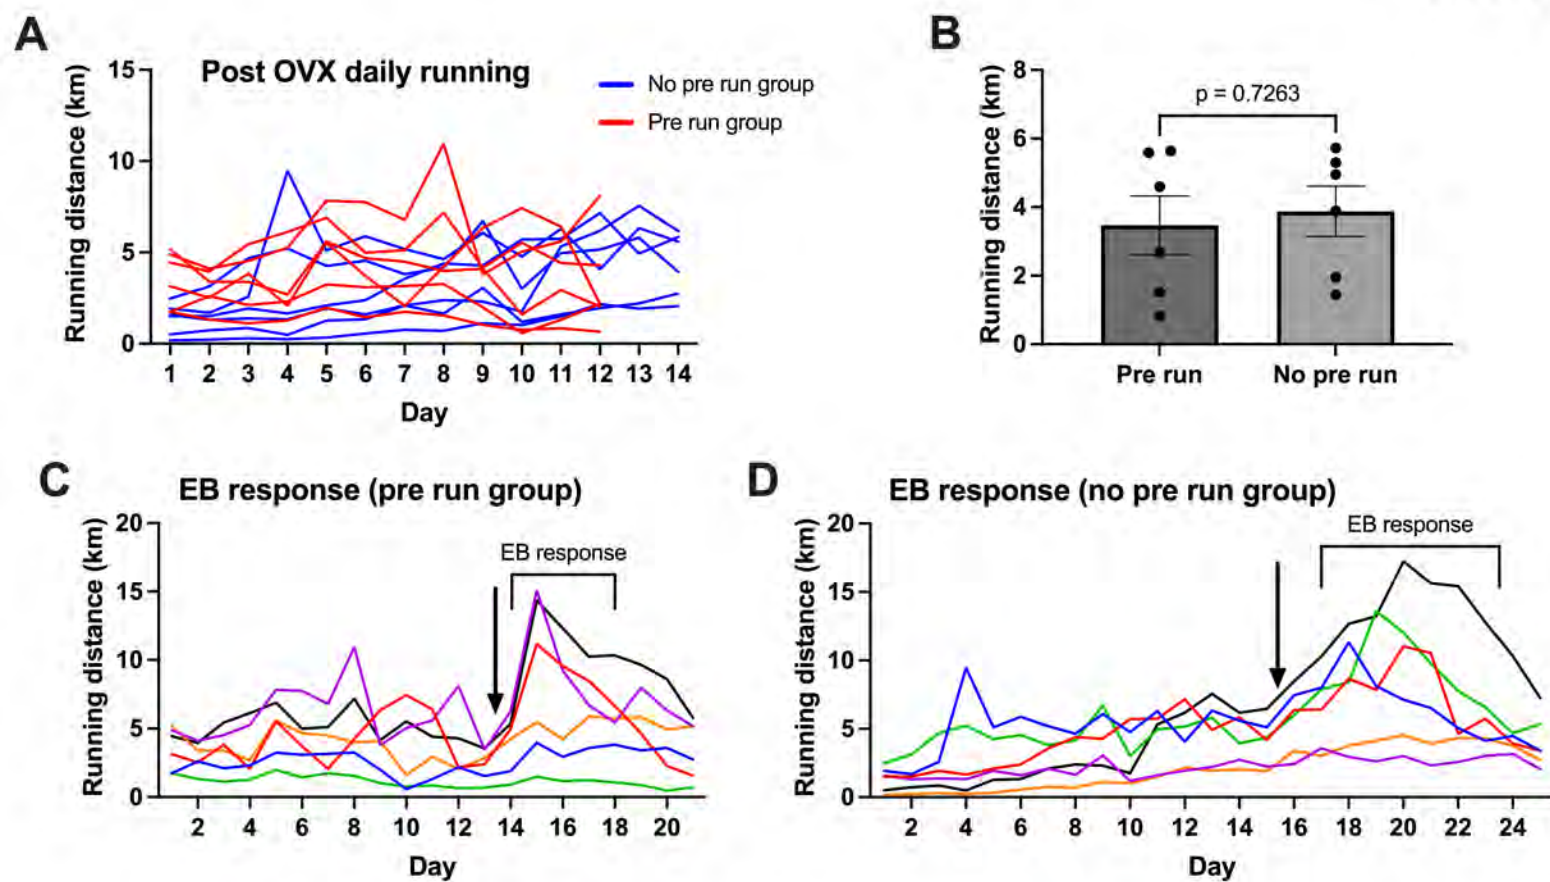 A
Post OVX daily running
No pre run group
Pre run group
Running distance (km)
15
10
5
0
1 2 3 4 5 6 7 8 9 10 11 12 13 14
Day
B
Running distance (km)
8
6
4
2
0
p = 0.7263
Pre run No pre run
C
EB response (pre run group)
Running distance (km)
20
15
10
5
0
EB response
2 4 6 8 10 12 14 16 18 20
Day
D
EB response (no pre run group)
Running distance (km)
20
15
10
5
0
EB response
2 4 6 8 10 12 14 16 18 20 22 24
Day